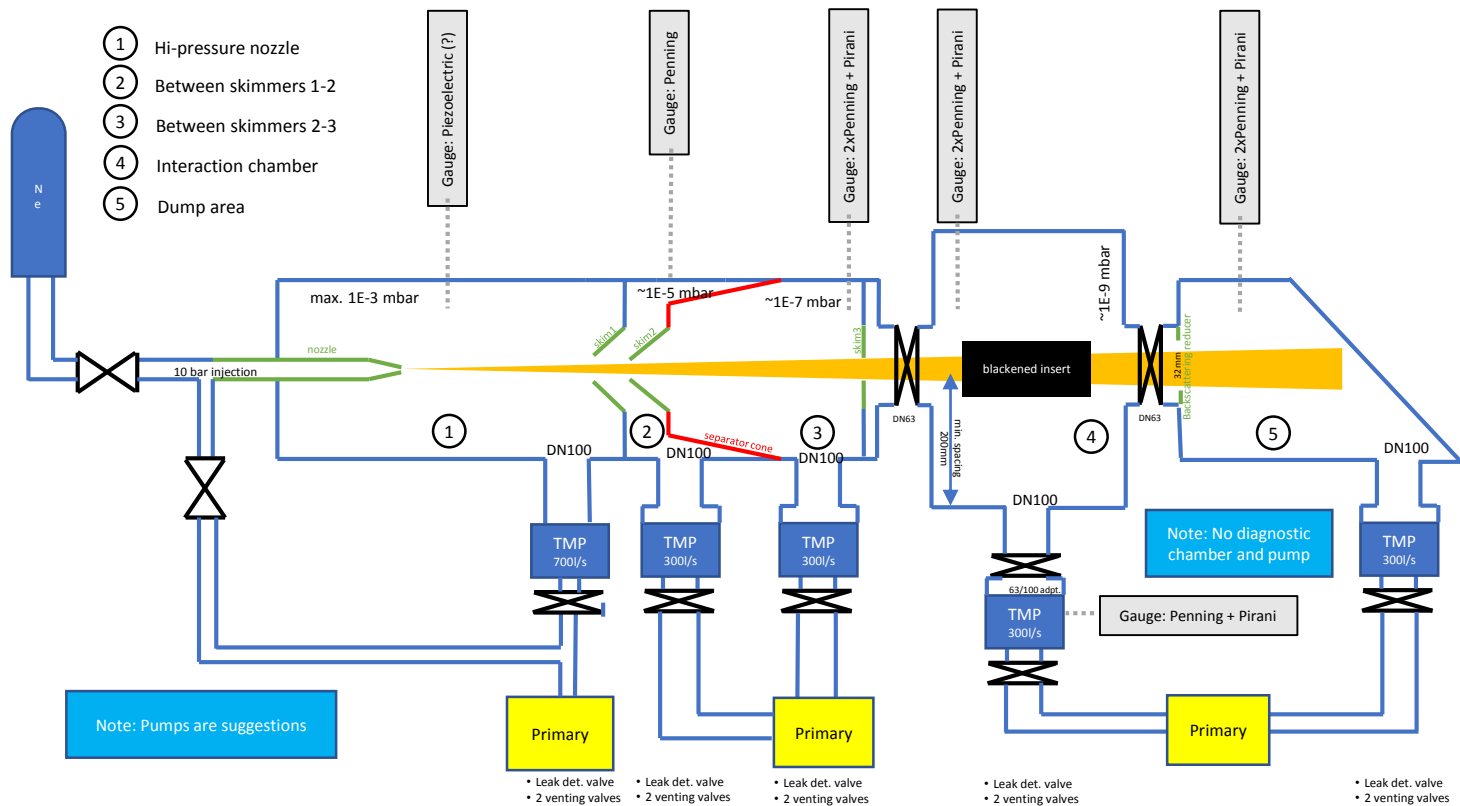 1 Hi-pressure nozzle
2 Between skimmers 1-2
3 Between skimmers 2-3
4 Interaction chamber
5 Dump area
N
e
Gauge: Piezoelectric (?)
Gauge: Penning
Gauge: 2xPenning + Pirani
Gauge: 2xPenning + Pirani
Gauge: 2xPenning + Pirani
max. 1E-3 mbar
~1E-5 mbar
~1E-7 mbar
~1E-9 mbar
nozzle
10 bar injection
skim1
skim2
skim3
blackened insert
32 mm
Backscattering reducer
DN63
DN63
1
2
separator cone
3
min. spacing
200mm
4
5
DN100
DN100
DN100
DN100
DN100
TMP
700l/s
TMP
300l/s
TMP
300l/s
63/100 adpt.
TMP
300l/s
TMP
300l/s
Note: No diagnostic
chamber and pump
Gauge: Penning + Pirani
Note: Pumps are suggestions
Primary
Primary
Primary
• Leak det. valve
• 2 venting valves
• Leak det. valve
• 2 venting valves
• Leak det. valve
• 2 venting valves
• Leak det. valve
• 2 venting valves
• Leak det. valve
• 2 venting valves